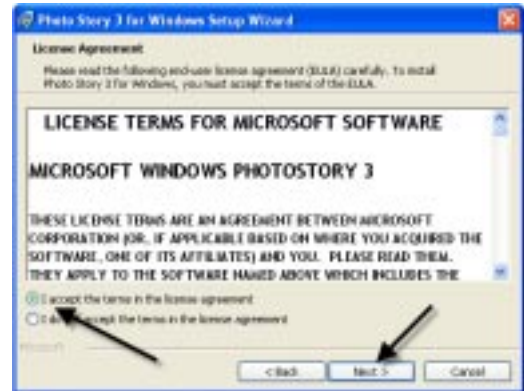 Photo Story 3 for Windows Setup Wizard
License Agreement
Please read the following end-user license agreement (EULA) carefully. To install
Photo Story 3 for Windows, you must accept the terms of the EULA.
LICENSE TERMS FOR MICROSOFT SOFTWARE
MICROSOFT WINDOWS PHOTOSTORY 3
THESE LICENSE TERMS ARE AN AGREEMENT BETWEEN MICROSOFT
CORPORATION (OR, IF APPLICABLE BASED ON WHERE YOU ACQUIRED THE
SOFTWARE, ONE OF ITS AFFILIATES) AND YOU. PLEASE READ THEM.
THEY APPLY TO THE SOFTWARE NAMED ABOVE WHICH INCLUDES THE
I accept the terms in the license agreement
I accept the terms in the license agreement
Microsoft
< Back Next > Cancel